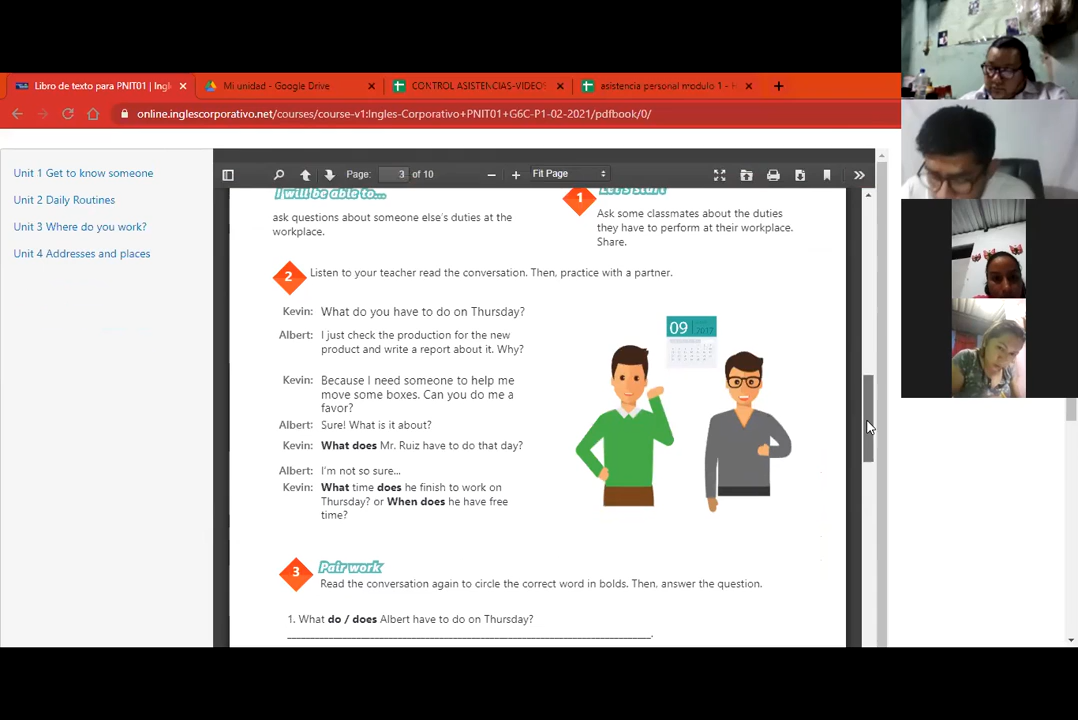 Libro de texto para PNIT01 | Ingl
Mi unidad - Google Drive
CONTROL ASISTENCIAS-VIDEO
asistencia personal modulo 1 - H
online.inglescorporativo.net/courses/course-v1:Ingles-Corporativo+PNIT01+G6C-P1-02-2021/pdfbook/0/
Unit 1 Get to know someone
Unit 2 Daily Routines
Unit 3 Where do you work?
Unit 4 Addresses and places
Page: 3 of 10
Fit Page
I will be able to...
ask questions about someone else's duties at the
workplace.
1
Let's start
Ask some classmates about the duties
they have to perform at their workplace.
Share.
2
Listen to your teacher read the conversation. Then, practice with a partner.
Kevin: What do you have to do on Thursday?
Albert: I just check the production for the new
product and write a report about it. Why?
Kevin: Because I need someone to help me
move some boxes. Can you do me a
favor?
Albert: Sure! What is it about?
Kevin: What does Mr. Ruiz have to do that day?
Albert: I'm not so sure...
Kevin: What time does he finish to work on
Thursday? or When does he have free
time?
09
2017
3
Pair work
Read the conversation again to circle the correct word in bolds. Then, answer the question.
1. What do / does Albert have to do on Thursday?